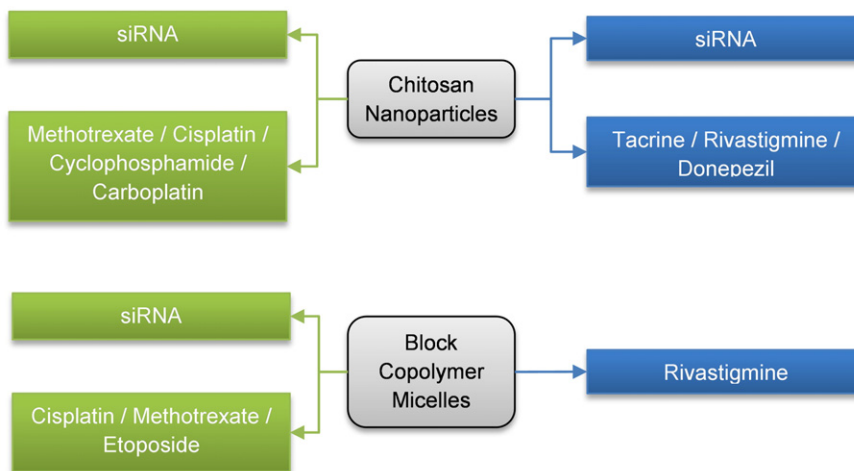 siRNA
Methotrexate / Cisplatin /
Cyclophosphamide /
Carboplatin
Chitosan
Nanoparticles
siRNA
Tacrine / Rivastigmine /
Donepezil
siRNA
Cisplatin / Methotrexate /
Etoposide
Block
Copolymer
Micelles
Rivastigmine